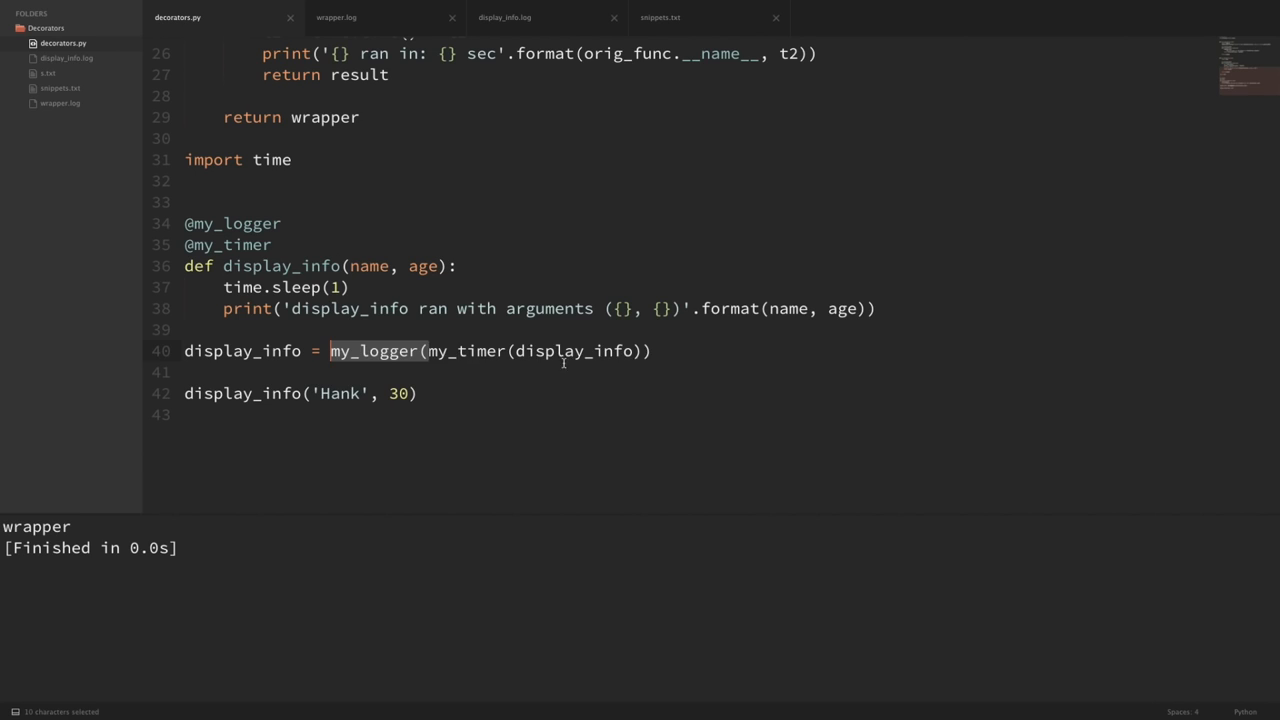 FOLDERS
Decorators
decorators.py
display_info.log
s.txt
snippets.txt
wrapper.log
decorators.py
wrapper.log
display_info.log
snippets.txt
26 print('{} ran in: {} sec'.format(orig_func.__name__, t2))
27 return result
28
29 return wrapper
30
31 import time
32
33
34 @my_logger
35 @my_timer
36 def display_info(name, age):
37 time.sleep(1)
38 print('display_info ran with arguments ({}, {})'.format(name, age))
39
40 display_info = my_logger(my_timer(display_info))
41
42 display_info('Hank', 30)
43
wrapper
[Finished in 0.0s]
10 characters selected
Spaces: 4
Python